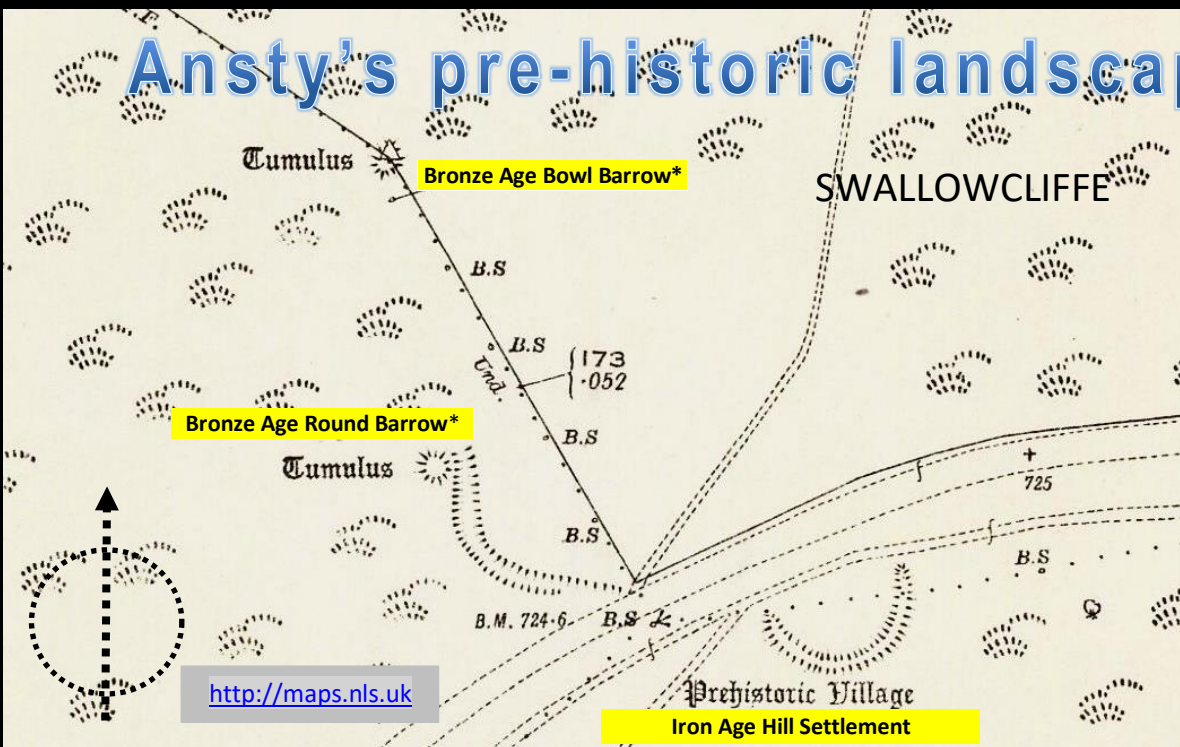 F.
Ansty's pre-historic landscap
Tumulus
Bronze Age Bowl Barrow*
SWALLOWCLIFFE
B.S
B.S
Und.
173
·052
Bronze Age Round Barrow*
B.S
Tumulus
725
B.S
B.S
B.M. 724·6
B.S
Prehistoric Village
http://maps.nls.uk
Iron Age Hill Settlement